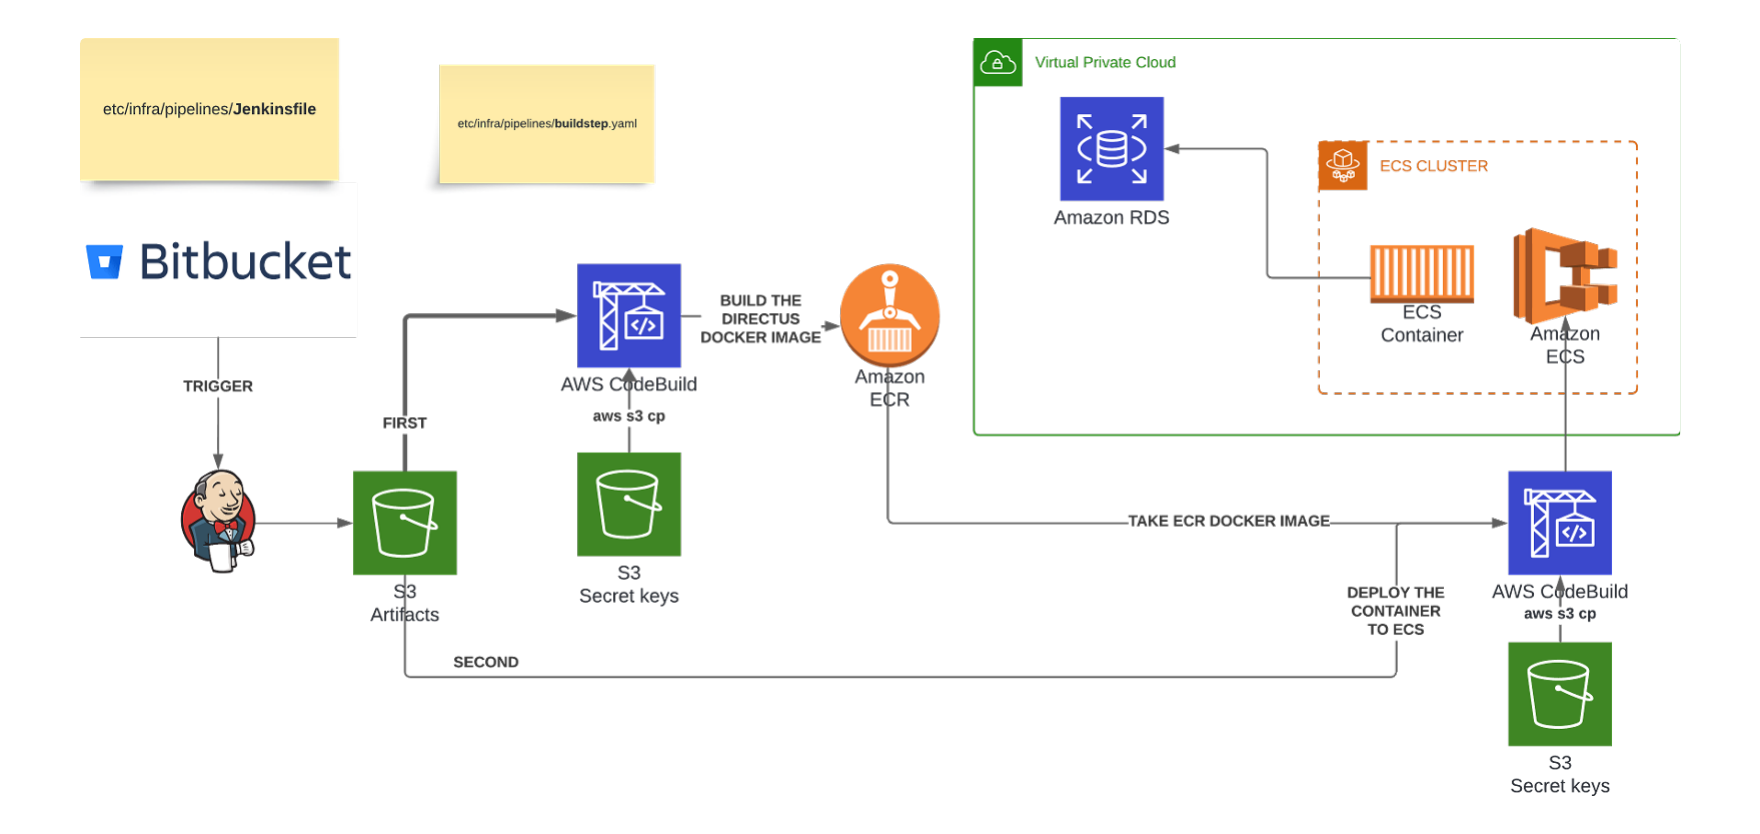 etc/infra/pipelines/Jenkinsfile
etc/infra/pipelines/buildstep.yaml
Bitbucket
TRIGGER
FIRST
S3
Artifacts
SECOND
AWS CodeBuild
aws s3 cp
S3
Secret keys
BUILD THE
DIRECTUS
DOCKER IMAGE
Amazon
ECR
TAKE ECR DOCKER IMAGE
DEPLOY THE
CONTAINER
TO ECS
Virtual Private Cloud
Amazon RDS
ECS CLUSTER
ECS
Container
Amazon
ECS
AWS CodeBuild
aws s3 cp
S3
Secret keys